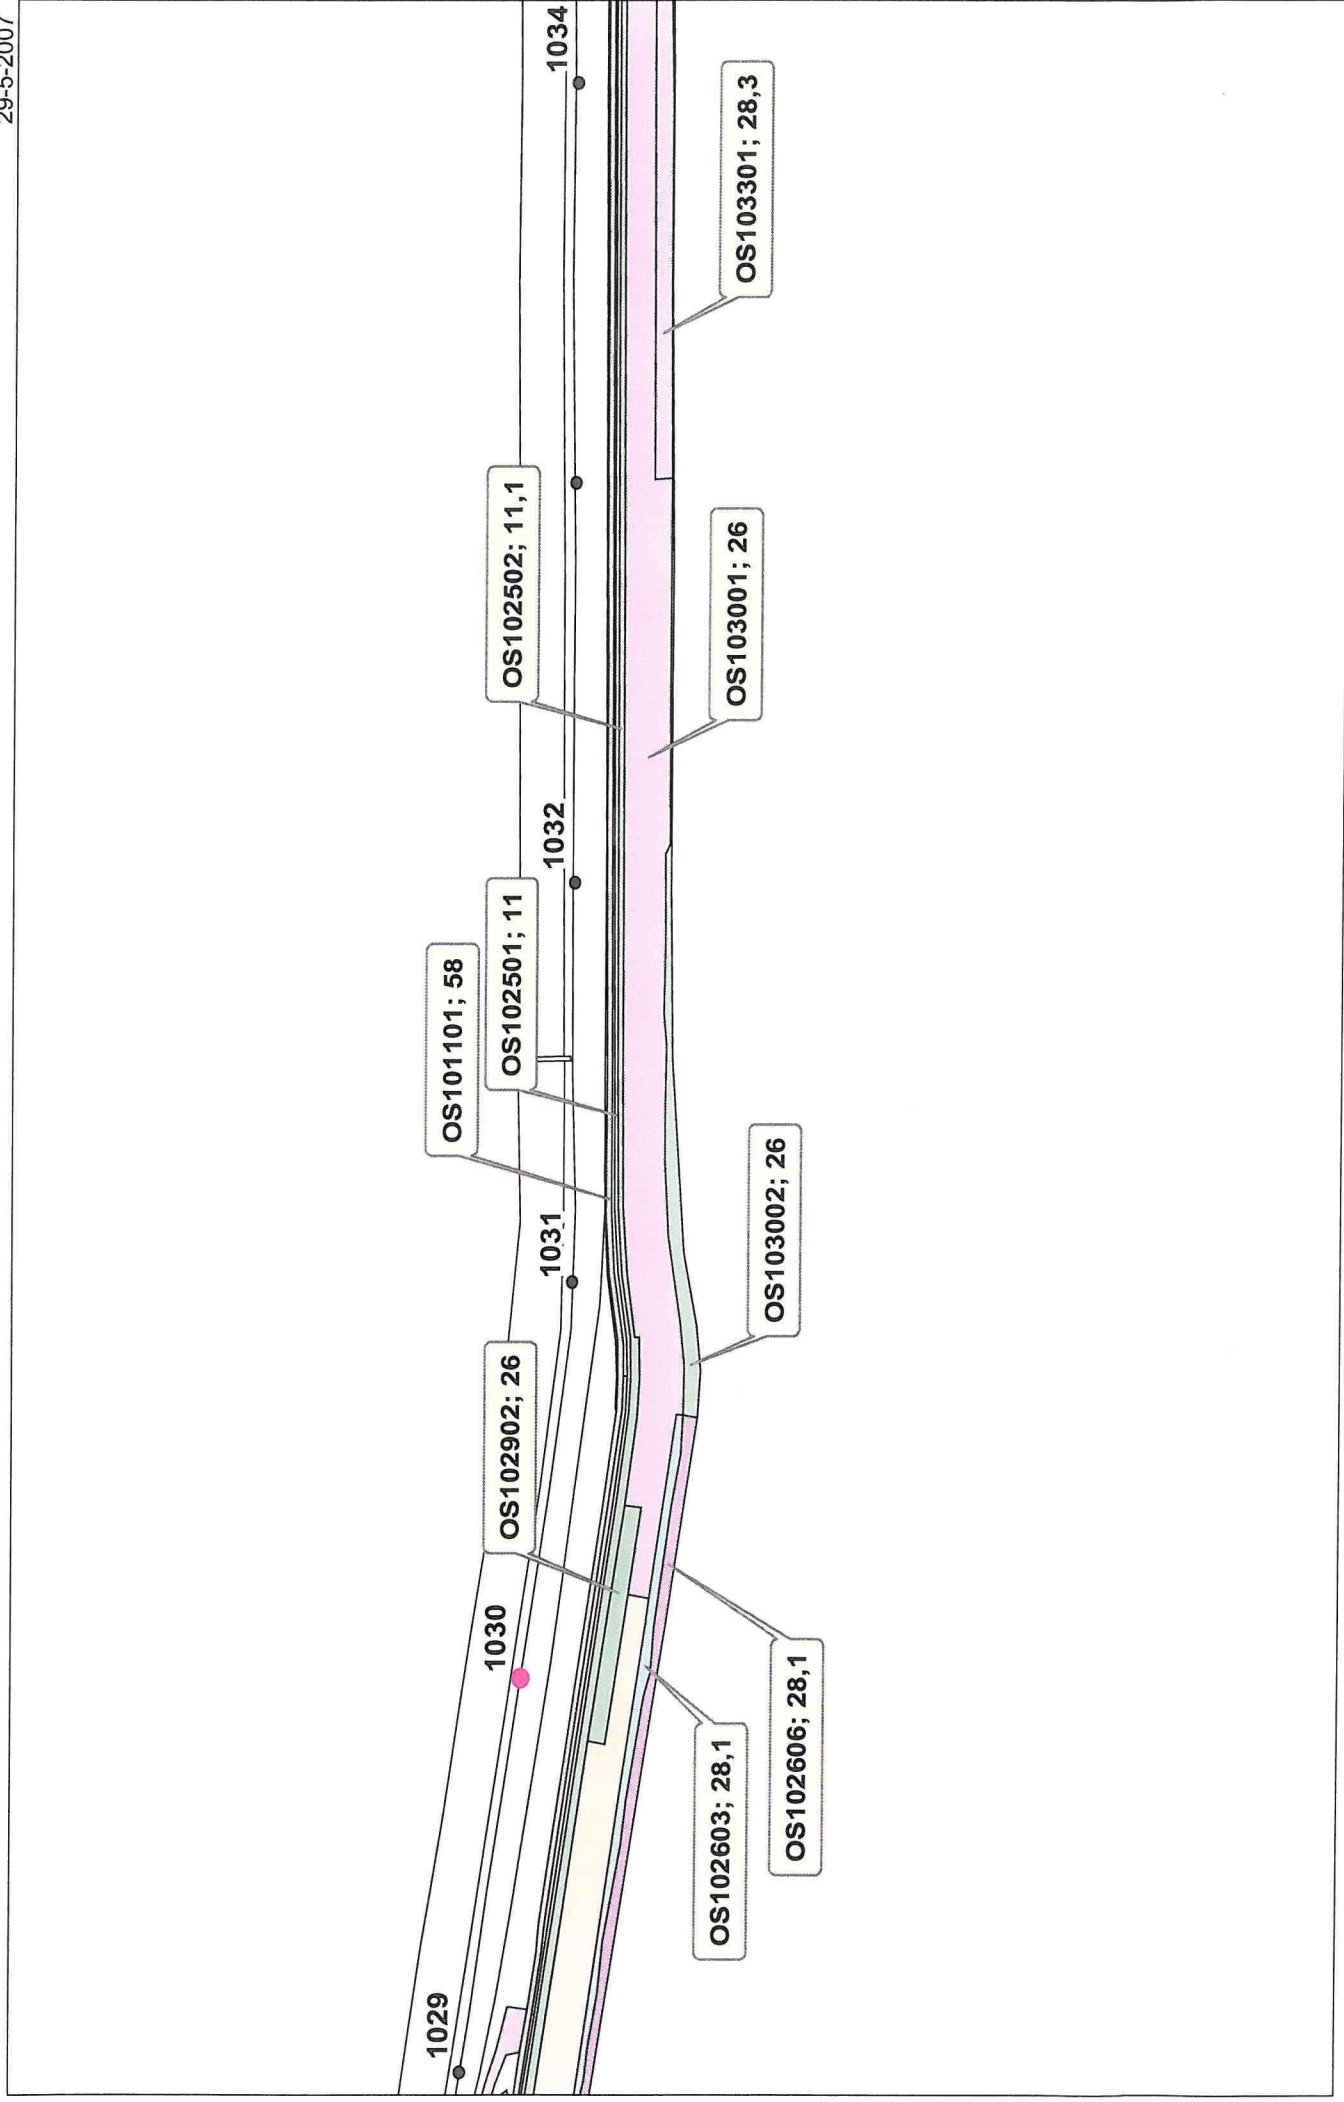 29-5-2007
1034
OS103301; 28,3
OS102502; 11,1
OS103001; 26
1032
OS102501; 11
OS101101; 58
1031
OS103002; 26
OS102902; 26
1030
OS102606; 28,1
OS102603; 28,1
1029